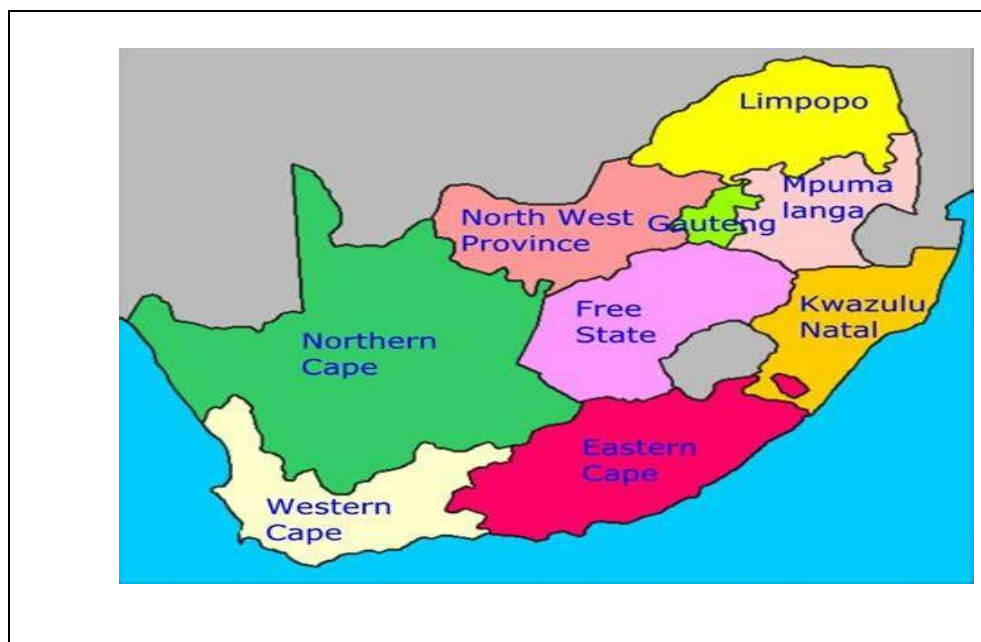 Limpopo
Mpuma
langa
North West
Province
Gauteng
Free
State
Kwazulu
Natal
Northern
Cape
Eastern
Cape
Western
Cape